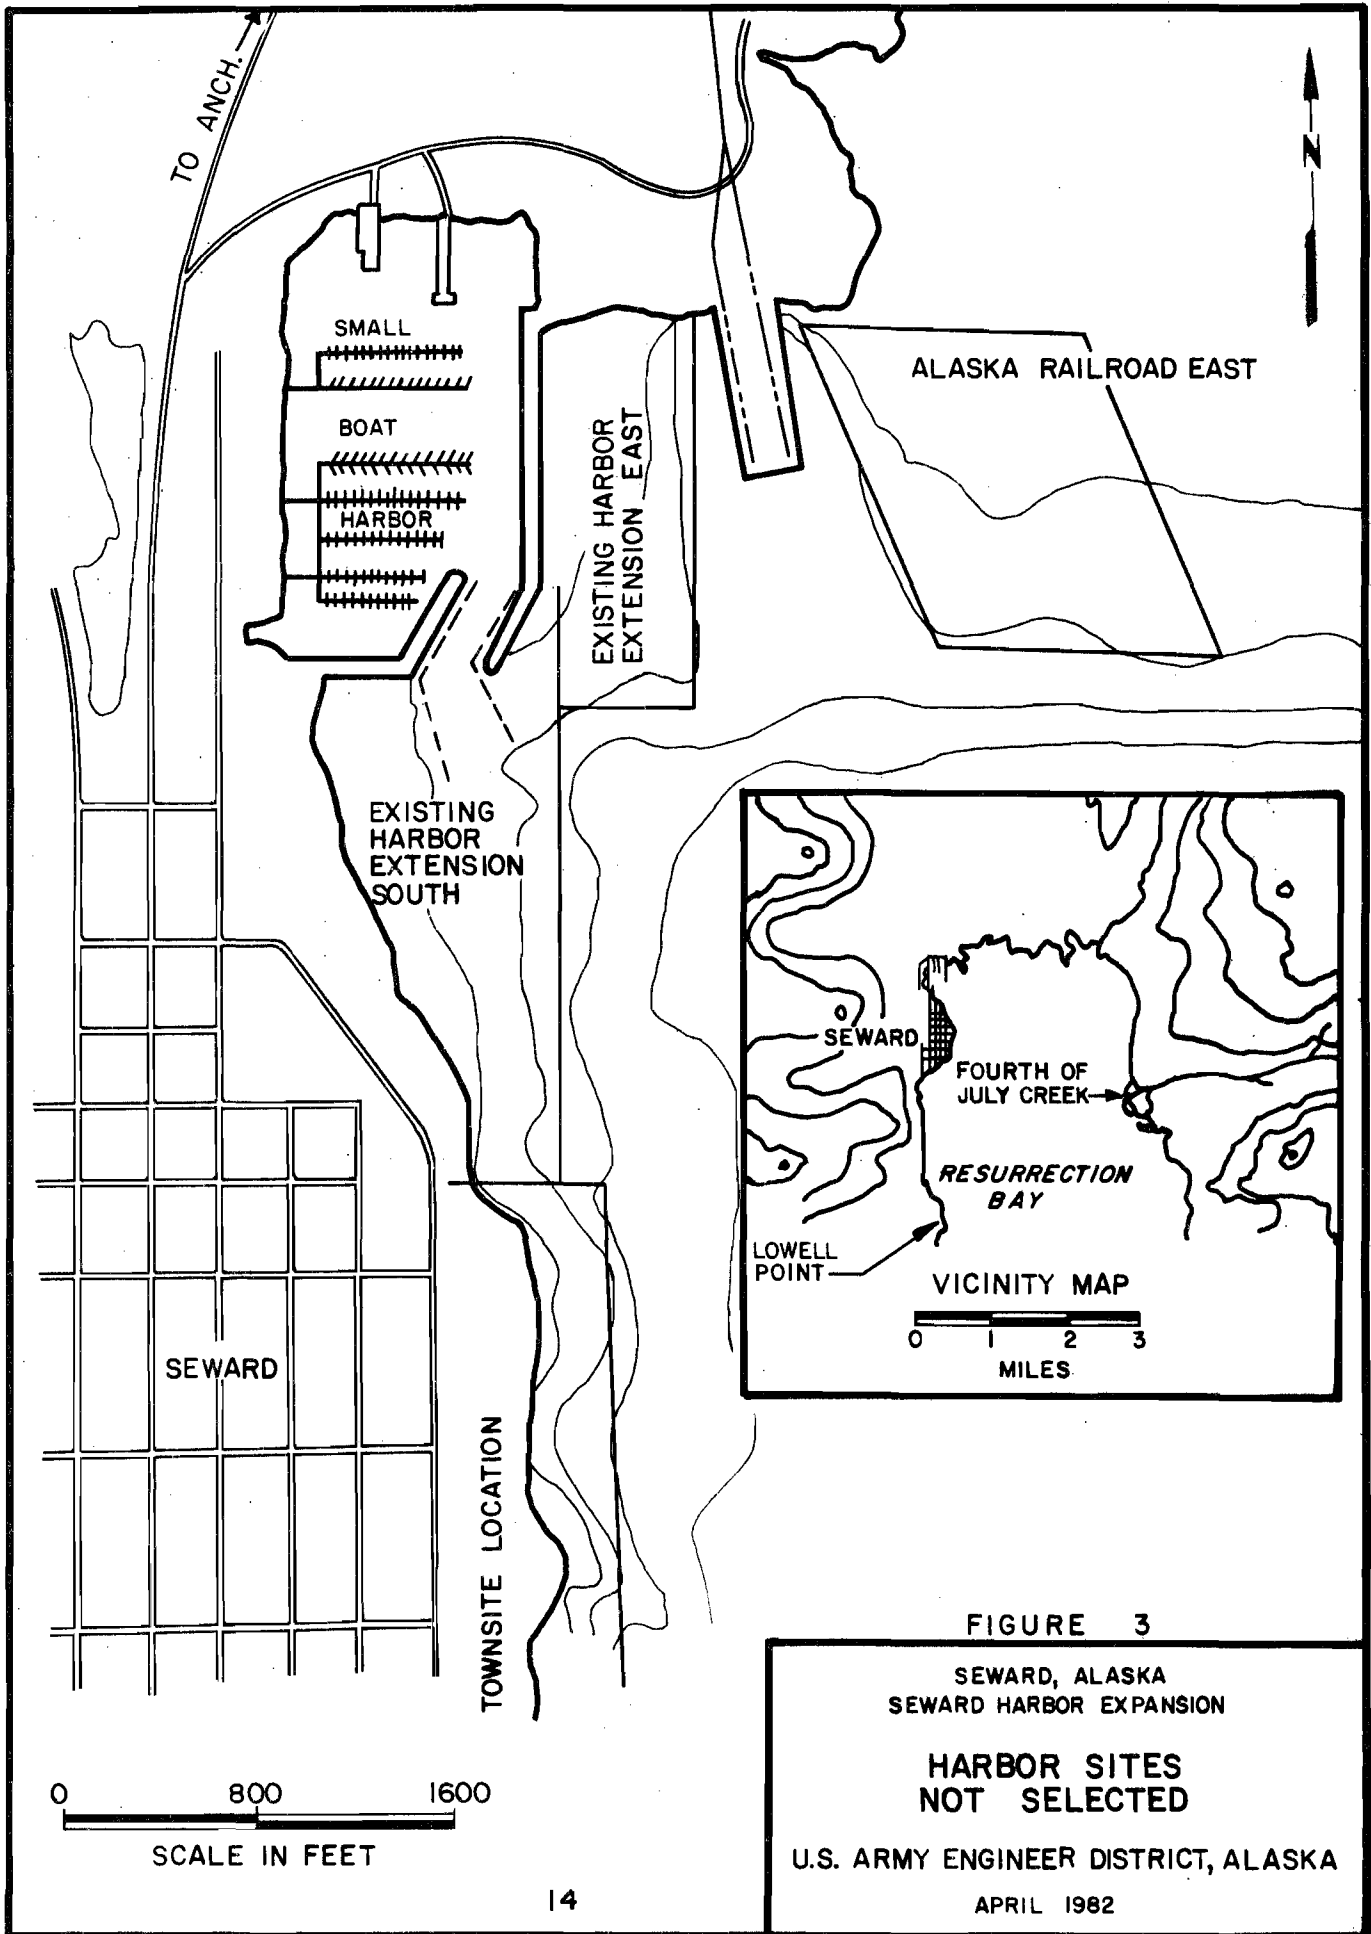 TO ANCH.
N
SMALL
BOAT
HARBOR
EXISTING HARBOR
EXTENSION EAST
ALASKA RAILROAD EAST
EXISTING
HARBOR
EXTENSION
SOUTH
SEWARD
TOWNSITE LOCATION
SEWARD
FOURTH OF
JULY CREEK
RESURRECTION
BAY
LOWELL
POINT
VICINITY MAP
0 1 2 3
MILES
0 800 1600
SCALE IN FEET
14
FIGURE 3
SEWARD, ALASKA
SEWARD HARBOR EXPANSION
HARBOR SITES
NOT SELECTED
U.S. ARMY ENGINEER DISTRICT, ALASKA
APRIL 1982